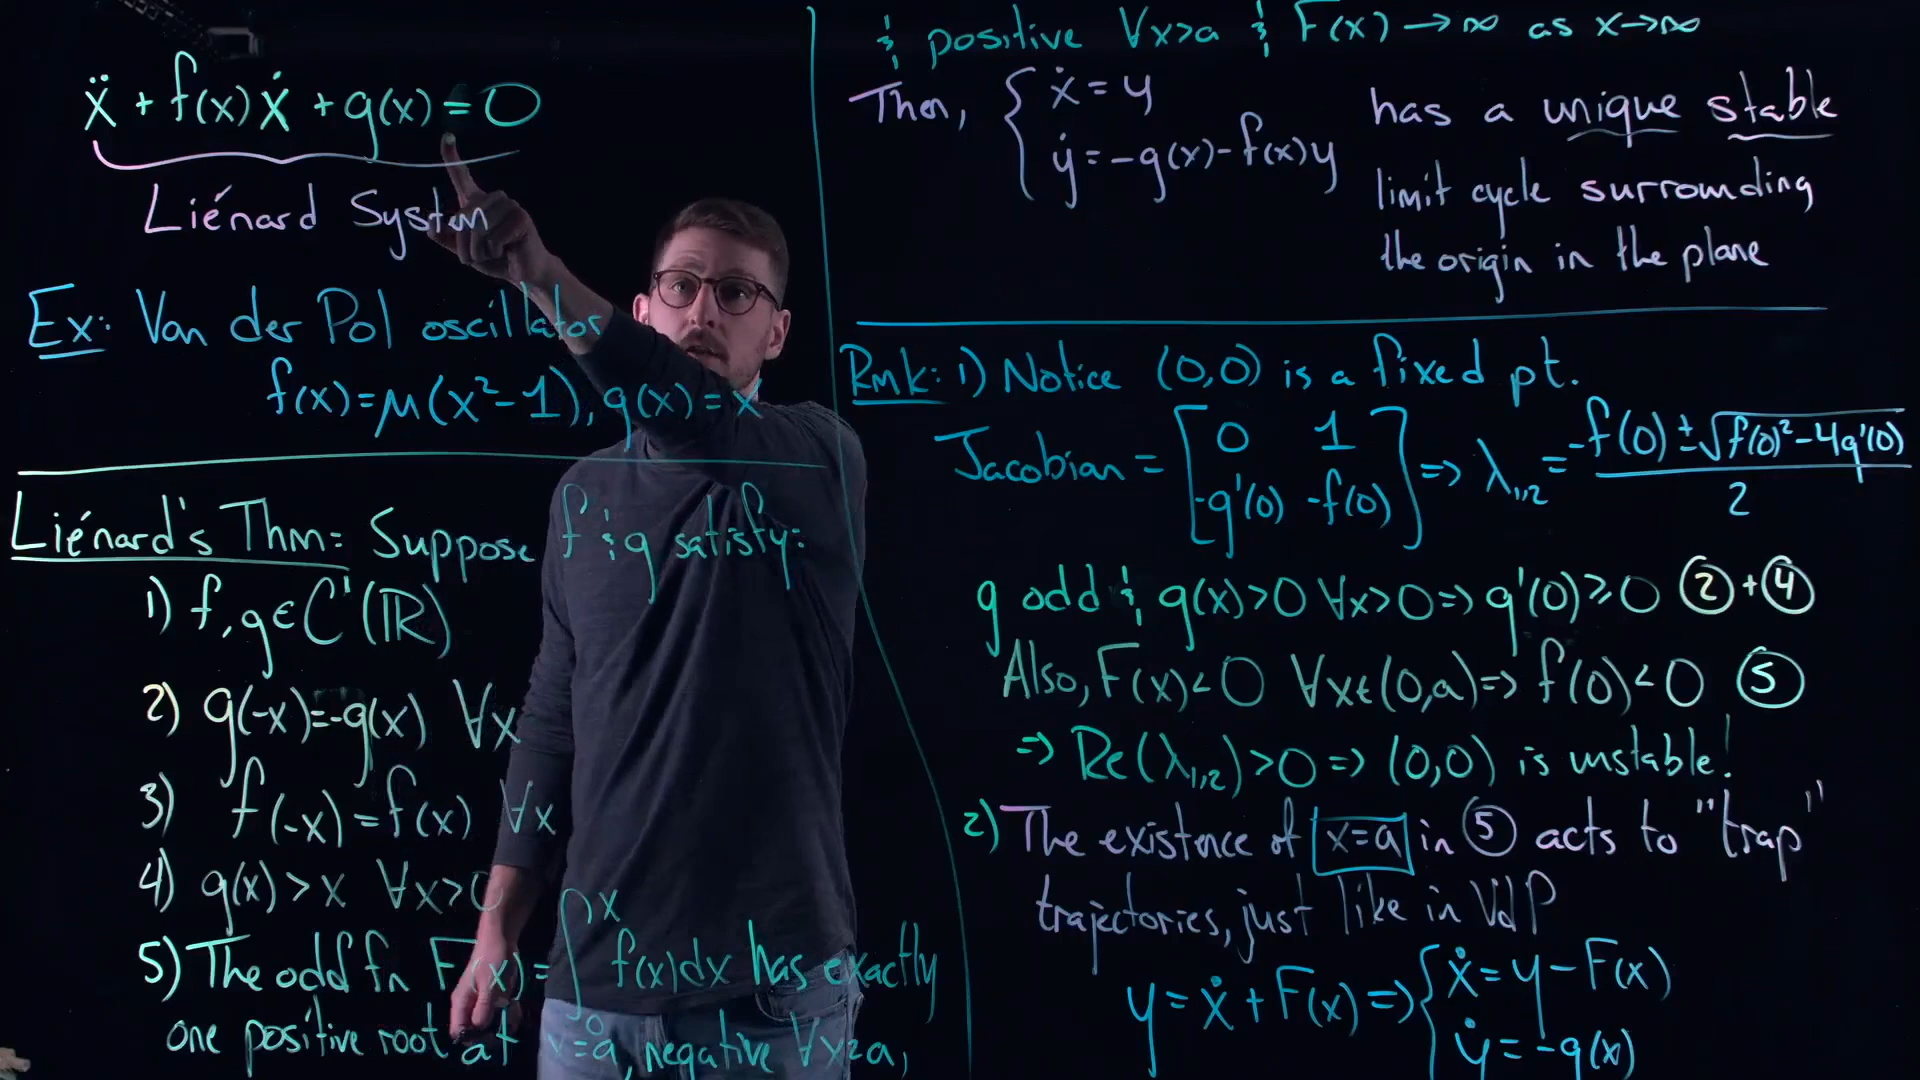 ẍ + f(x)ẋ + g(x) = 0
Liénard System
Ex: Van der Pol oscillator
f(x)=μ(x²-1), g(x)=x
Liénard's Thm: Suppose f & g satisfy:
1) f,g∈C¹(ℝ)
2) g(-x)=-g(x) ∀x
3) f(-x)=f(x) ∀x
4) g(x)>x ∀x>0
5) The odd fn F(x)=∫₀ˣ f(x)dx has exactly
one positive root at x=a, negative
& positive ∀x>a & F(x)→∞ as x→∞
Then, { ẋ=y
ẏ=-g(x)-f(x)y
has a unique stable
limit cycle surrounding
the origin in the plane
Rmk: 1) Notice (0,0) is a fixed pt.
Jacobian = [0 1; -g'(0) -f(0)] => λ₁,₂ = (-f(0) ± √(f(0)²-4g'(0)))/2
g odd & g(x)>0 ∀x>0 => g'(0)≥0 ②+④
Also, F(x)<0 ∀x∈(0,a) => f(0)<0 ⑤
=> Re(λ₁,₂)>0 => (0,0) is unstable!
2) The existence of x=a in ⑤ acts to "trap"
trajectories, just like in VdP
y=ẋ+F(x) => { ẋ=y-F(x)
ẏ=-g(x)